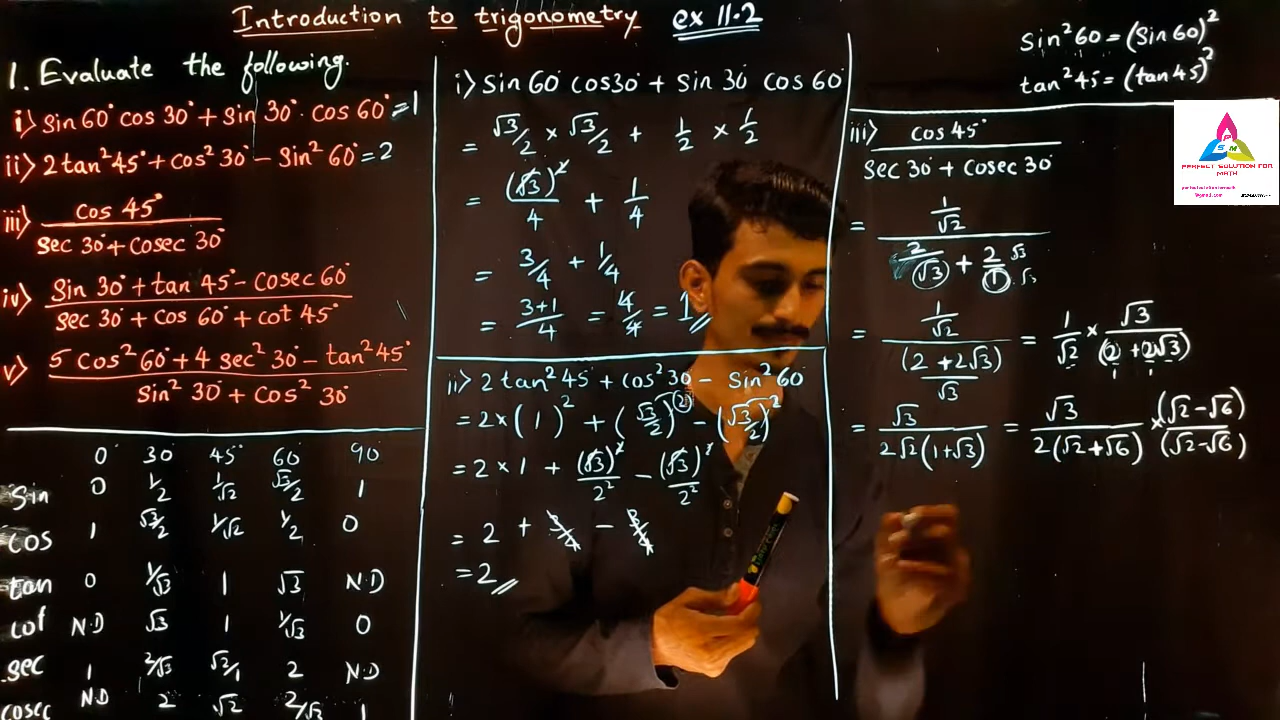 Introduction to trigonometry ex 11.2
1. Evaluate the following.
i) sin 60° cos 30° + sin 30° · cos 60° = 1
ii) 2 tan² 45° + cos² 30° − sin² 60° = 2
iii) cos 45° / (sec 30° + cosec 30°)
iv) (sin 30° + tan 45° − cosec 60°) / (sec 30° + cos 60° + cot 45°)
v) (5 cos² 60° + 4 sec² 30° − tan² 45°) / (sin² 30° + cos² 30°)
0° 30° 45° 60° 90
sin 0 1/2 1/√2 √3/2 1
cos 1 √3/2 1/√2 1/2 0
tan 0 1/√3 1 √3 N.D
cot N.D √3 1 1/√3 0
sec 1 2/√3 √2/1 2 N.D
cosec N.D 2 √2 2/√3 1
i) sin 60° cos 30° + sin 30° cos 60°
= √3/2 × √3/2 + 1/2 × 1/2
= (√3)²/4 + 1/4
= 3/4 + 1/4
= (3+1)/4 = 4/4 = 1
ii) 2 tan² 45° + cos² 30 − sin² 60°
= 2 × (1)² + (√3/2)² − (√3/2)²
= 2 × 1 + (√3)²/2² − (√3)²/2²
= 2 + 3/4 − 3/4
= 2
sin² 60 = (sin 60)²
tan² 45 = (tan 45)²
iii) cos 45° / (sec 30° + cosec 30°)
= (1/√2) / (2/√3 + 2/1) √3 √3
= (1/√2) / ((2 + 2√3)/√3) = 1/√2 × √3/(2 + 2√3)
= √3 / (2√2(1+√3)) = √3 / (2(√2+√6)) × (√2−√6)/(√2−√6)
P S M
PERFECT SOLUTION FOR MATH